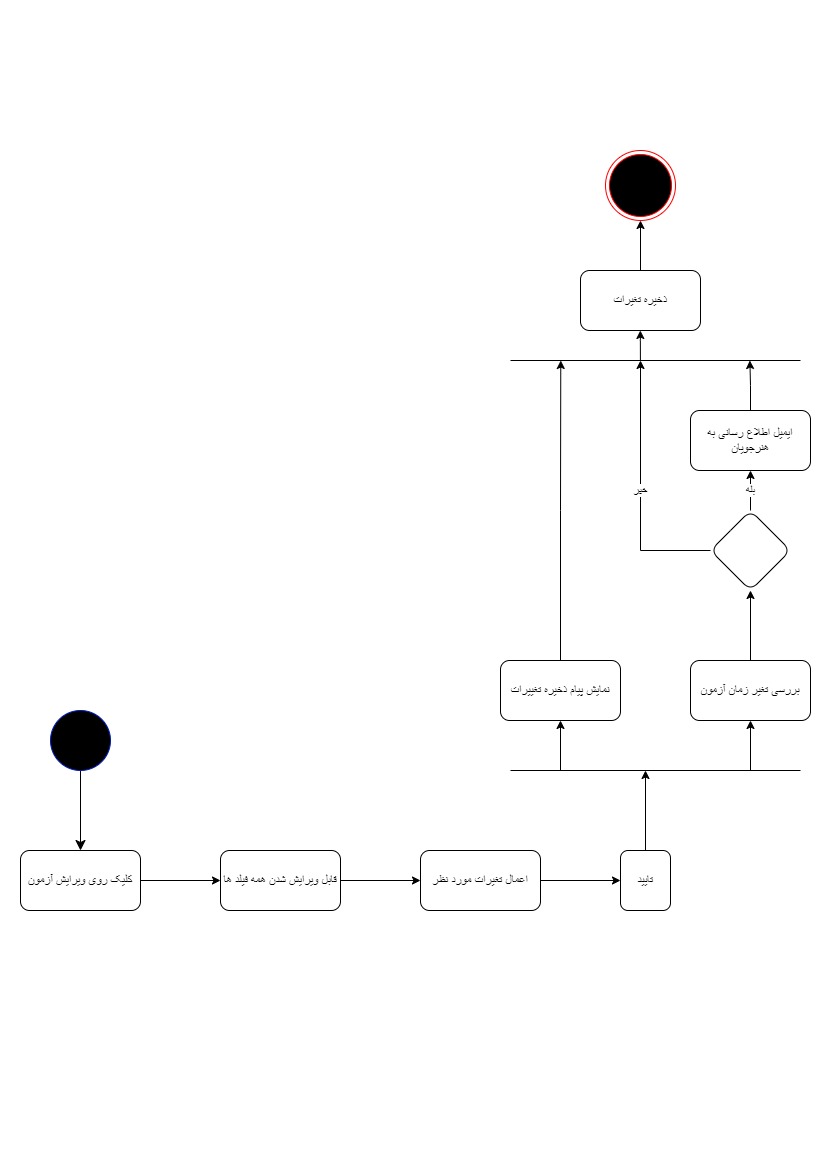 ذخیره تغیرات
ایمیل اطلاع رسانی به
هنرجویان
خیر
بله
نمایش پیام ذخیره تغییرات
بررسی تغیر زمان آزمون
کلیک روی ویرایش آزمون
قابل ویرایش شدن همه فیلد ها
اعمال تغیرات مورد نظر
تایید